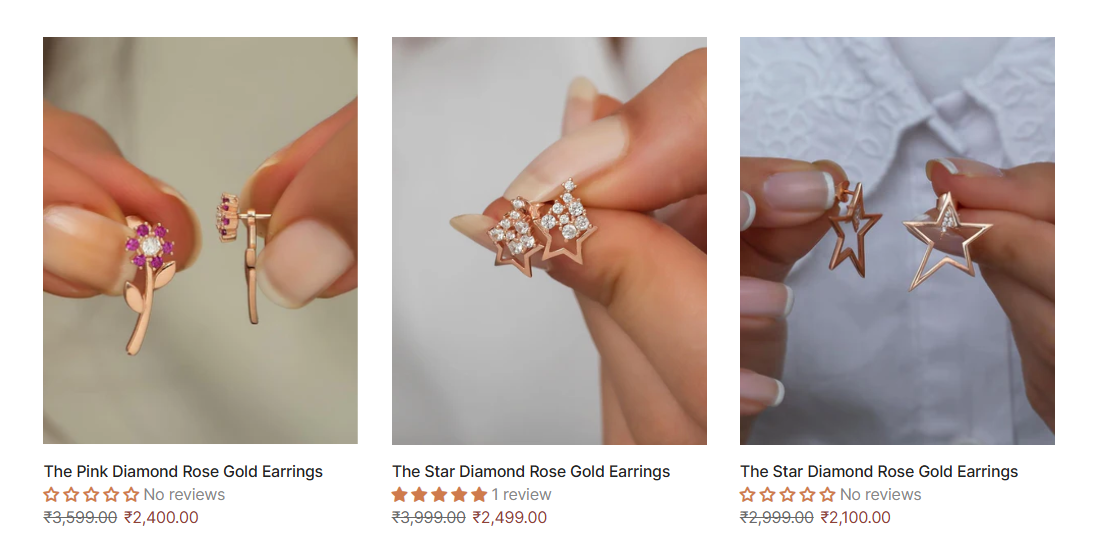 The Pink Diamond Rose Gold Earrings
No reviews
₹3,599.00 ₹2,400.00
The Star Diamond Rose Gold Earrings
1 review
₹3,999.00 ₹2,499.00
The Star Diamond Rose Gold Earrings
No reviews
₹2,999.00 ₹2,100.00